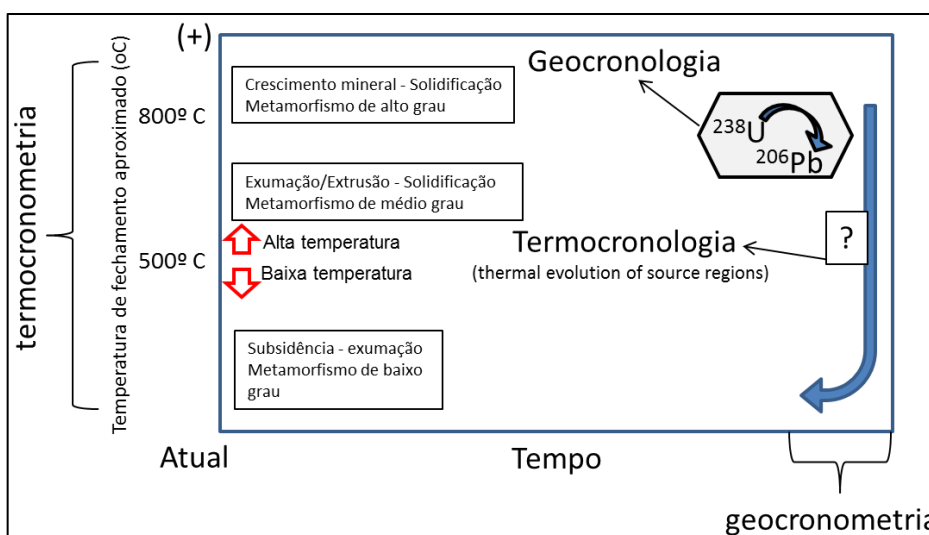 termocronometria
Temperatura de fechamento aproximado (oC)
(+)
800º C
500º C
Crescimento mineral - Solidificação
Metamorfismo de alto grau
Exumação/Extrusão - Solidificação
Metamorfismo de médio grau
Alta temperatura
Baixa temperatura
Subsidência - exumação
Metamorfismo de baixo
grau
Geocronologia
238U
206Pb
Termocronologia
(thermal evolution of source regions)
?
Atual
Tempo
geocronometria